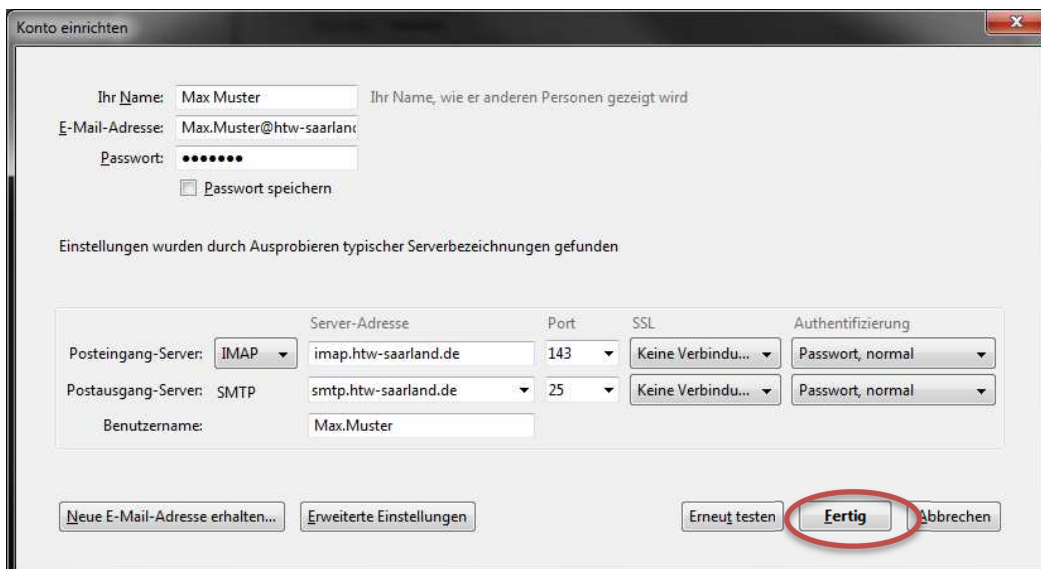 Konto einrichten
Ihr Name: Max Muster Ihr Name, wie er anderen Personen gezeigt wird
E-Mail-Adresse: Max.Muster@htw-saarland
Passwort: •••••••
Passwort speichern
Einstellungen wurden durch Ausprobieren typischer Serverbezeichnungen gefunden
Server-Adresse Port SSL Authentifizierung
Posteingang-Server: IMAP imap.htw-saarland.de 143 Keine Verbindu... Passwort, normal
Postausgang-Server: SMTP smtp.htw-saarland.de 25 Keine Verbindu... Passwort, normal
Benutzername: Max.Muster
Neue E-Mail-Adresse erhalten... Erweiterte Einstellungen Erneut testen Fertig Abbrechen